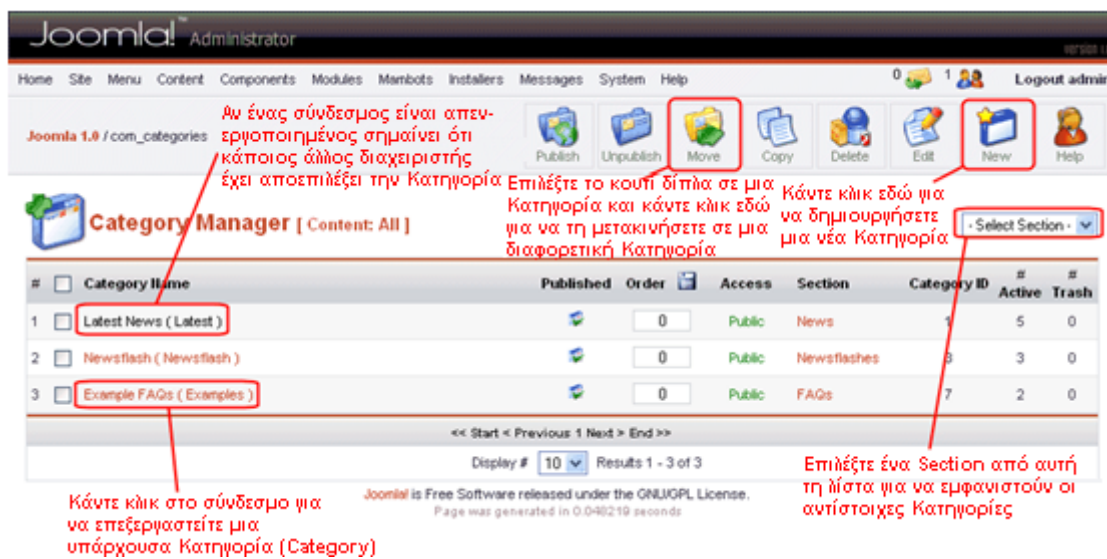 Joomla!™ Administrator
Home Site Menu Content Components Modules Mambots Installers Messages System Help 0 1 Logout admin
Joomla 1.0 / com_categories
Αν ένας σύνδεσμος είναι απεν-
εργοποιημένος σημαίνει ότι
κάποιος άλλος διαχειριστής
έχει αποεπιλέξει την Κατηγορία
Publish Unpublish Move Copy Delete Edit New Help
Επιλέξτε το κουτί δίπλα σε μια
Κατηγορία και κάντε κλικ εδώ
για να τη μετακινήσετε σε μια
διαφορετική Κατηγορία
Κάντε κλικ εδώ για
να δημιουργήσετε
μια νέα Κατηγορία
Category Manager [ Content: All ]
- Select Section -
# Category Name Published Order Access Section Category ID # Active # Trash
1 Latest News ( Latest ) 0 Public News 1 5 0
2 Newsflash ( Newsflash ) 0 Public Newsflashes 3 0
3 Example FAQs ( Examples ) 0 Public FAQs 7 2 0
<< Start < Previous 1 Next > End >>
Display # 10 Results 1 - 3 of 3
Joomla! is Free Software released under the GNU/GPL License.
Page was generated in 0.048219 seconds
Κάντε κλικ στο σύνδεσμο για
να επεξεργαστείτε μια
υπάρχουσα Κατηγορία (Category)
Επιλέξτε ένα Section από αυτή
τη λίστα για να εμφανιστούν οι
αντίστοιχες Κατηγορίες